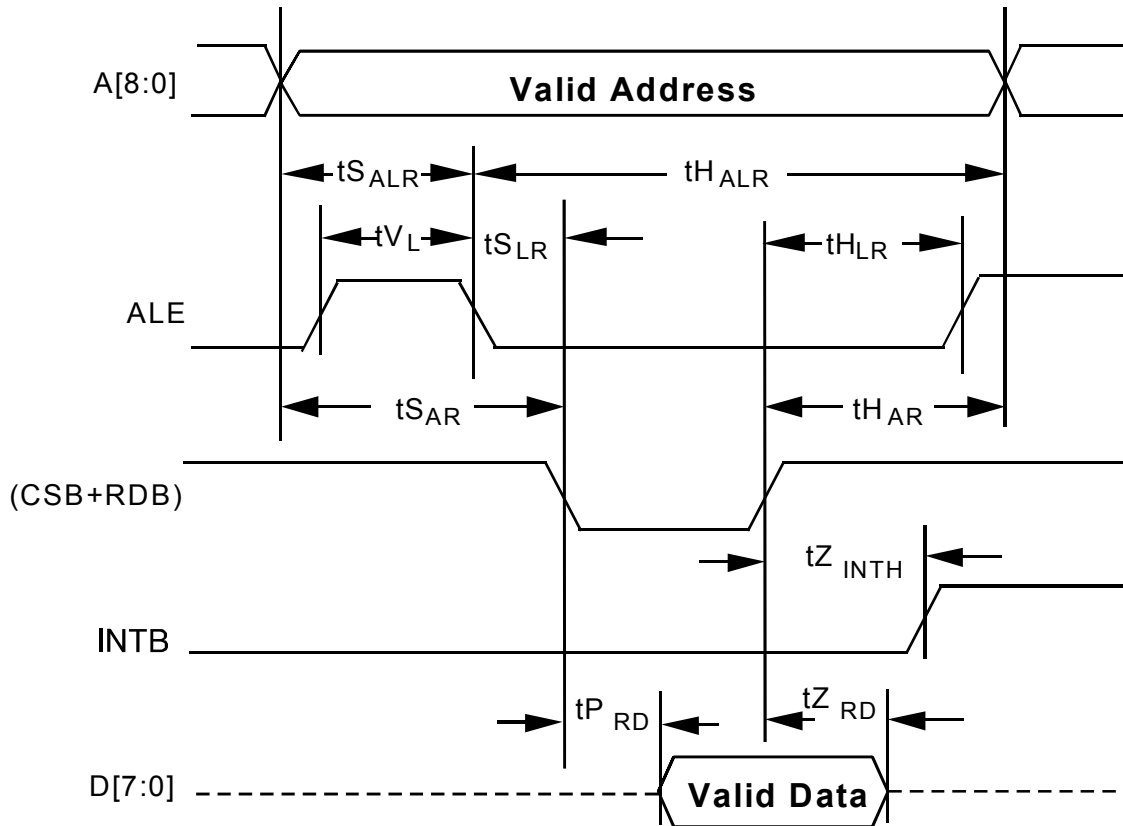 A[8:0]
Valid Address
tS ALR
tH ALR
tV L
tS LR
tH LR
ALE
tS AR
tH AR
(CSB+RDB)
tZ INTH
INTB
tP RD
tZ RD
D[7:0]
Valid Data